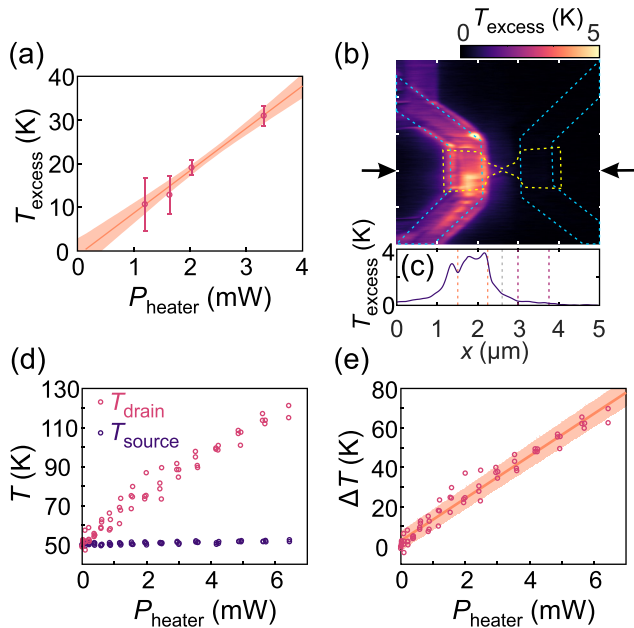 (a)
40
30
20
10
0
T_excess (K)
0 1 2 3 4
P_heater (mW)
T_excess (K)
0 5
(b)
(c)
4
0
T_excess (K)
0 1 2 3 4 5
x (μm)
(d)
130
110
90
70
50
T (K)
T_drain
T_source
0 2 4 6
P_heater (mW)
(e)
80
60
40
20
0
ΔT (K)
0 2 4 6
P_heater (mW)